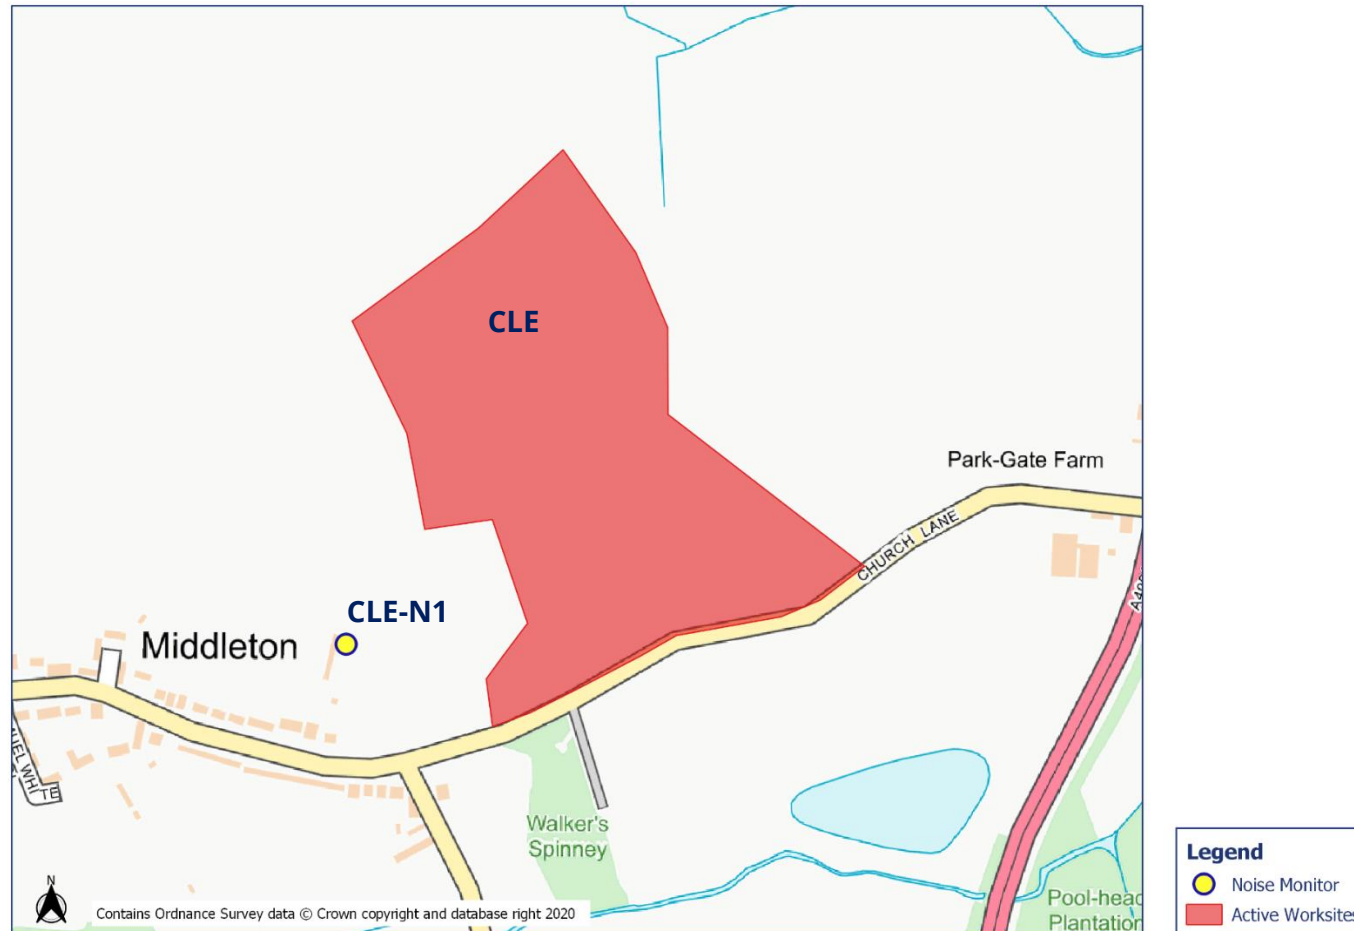 CLE
Park-Gate Farm
CHURCH LANE
CLE-N1
Middleton
Walker's
Spinney
Pool-head
Plantation
N
Contains Ordnance Survey data © Crown copyright and database right 2020
Legend
Noise Monitor
Active Worksites